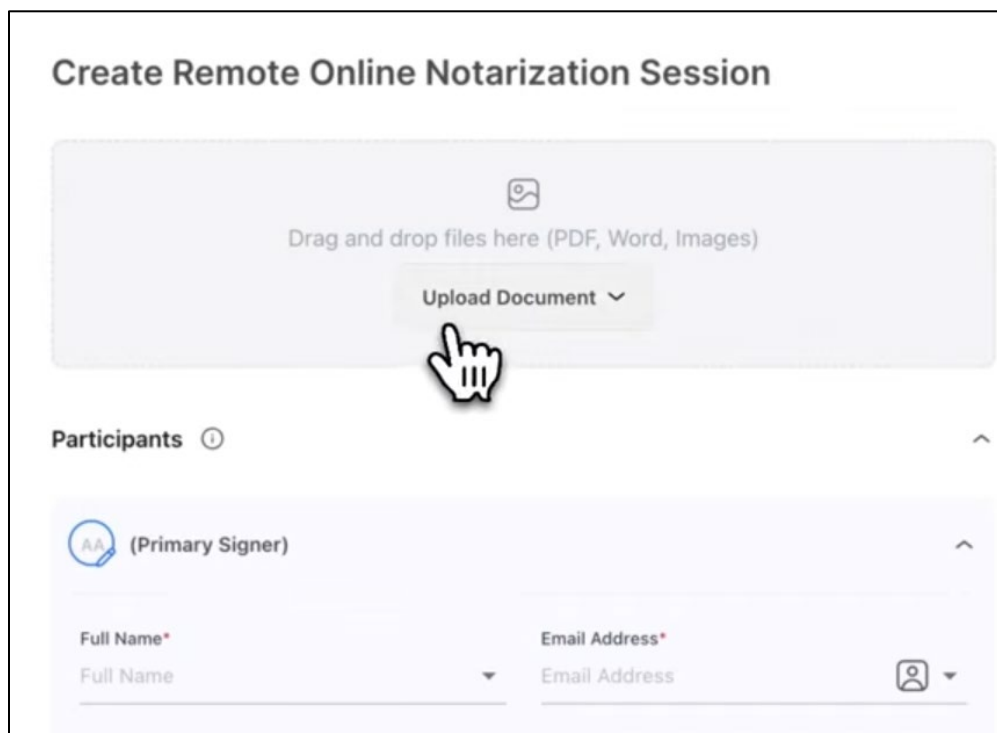 Create Remote Online Notarization Session
Drag and drop files here (PDF, Word, Images)
Upload Document
Participants
AA (Primary Signer)
Full Name* Email Address*
Full Name Email Address